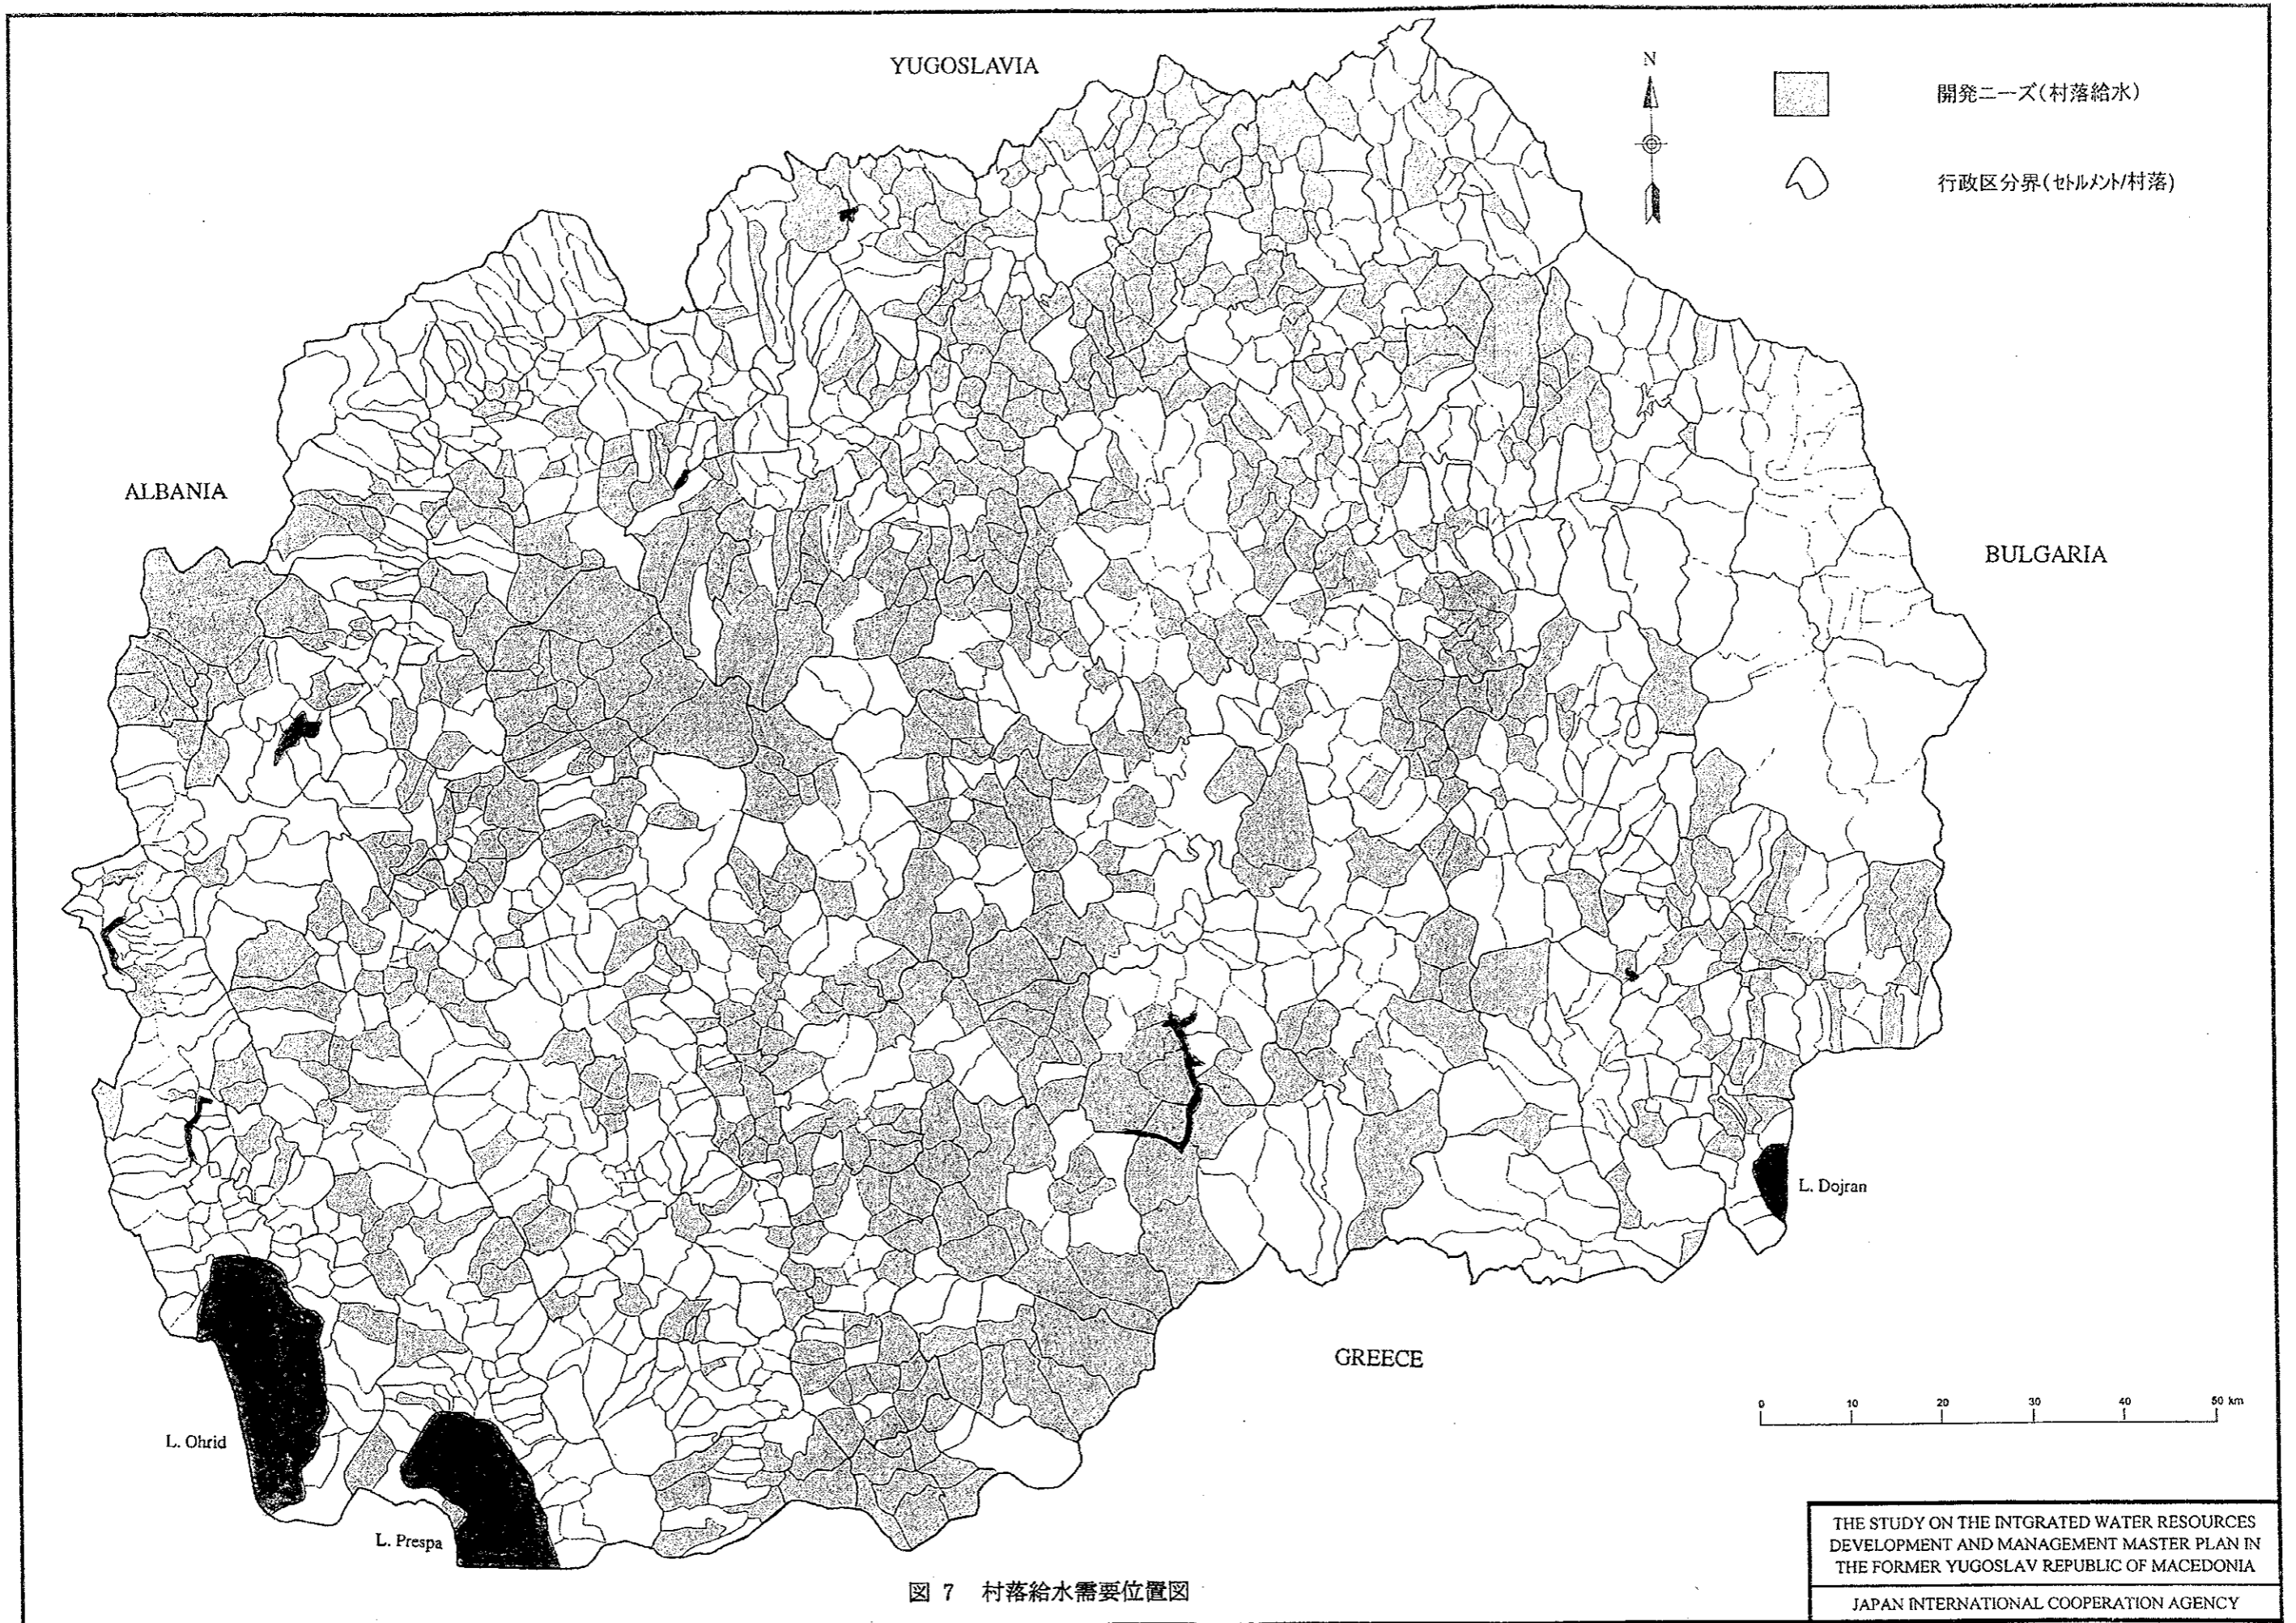 YUGOSLAVIA
N
開発ニーズ(村落給水)
行政区分界(セトルメント/村落)
ALBANIA
BULGARIA
L. Dojran
GREECE
0 10 20 30 40 50 km
L. Ohrid
L. Prespa
図 7 村落給水需要位置図
THE STUDY ON THE INTGRATED WATER RESOURCES
DEVELOPMENT AND MANAGEMENT MASTER PLAN IN
THE FORMER YUGOSLAV REPUBLIC OF MACEDONIA
JAPAN INTERNATIONAL COOPERATION AGENCY